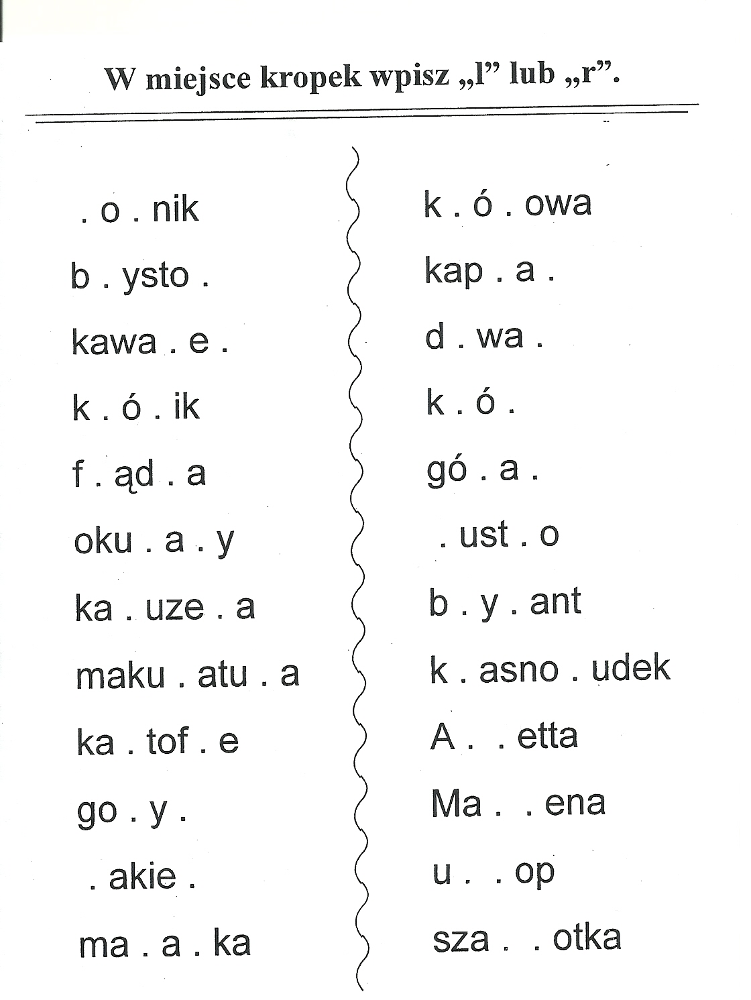 W miejsce kropek wpisz „l” lub „r”.
. o . nik
b . ysto .
kawa . e .
k . ó . ik
f . ąd . a
oku . a . y
ka . uze . a
maku . atu . a
ka . tof . e
go . y .
. akie .
ma . a . ka
k . ó . owa
kap . a .
d . wa .
k . ó .
gó . a .
. ust . o
b . y . ant
k . asno . udek
A . . etta
Ma . . ena
u . . op
sza . . otka